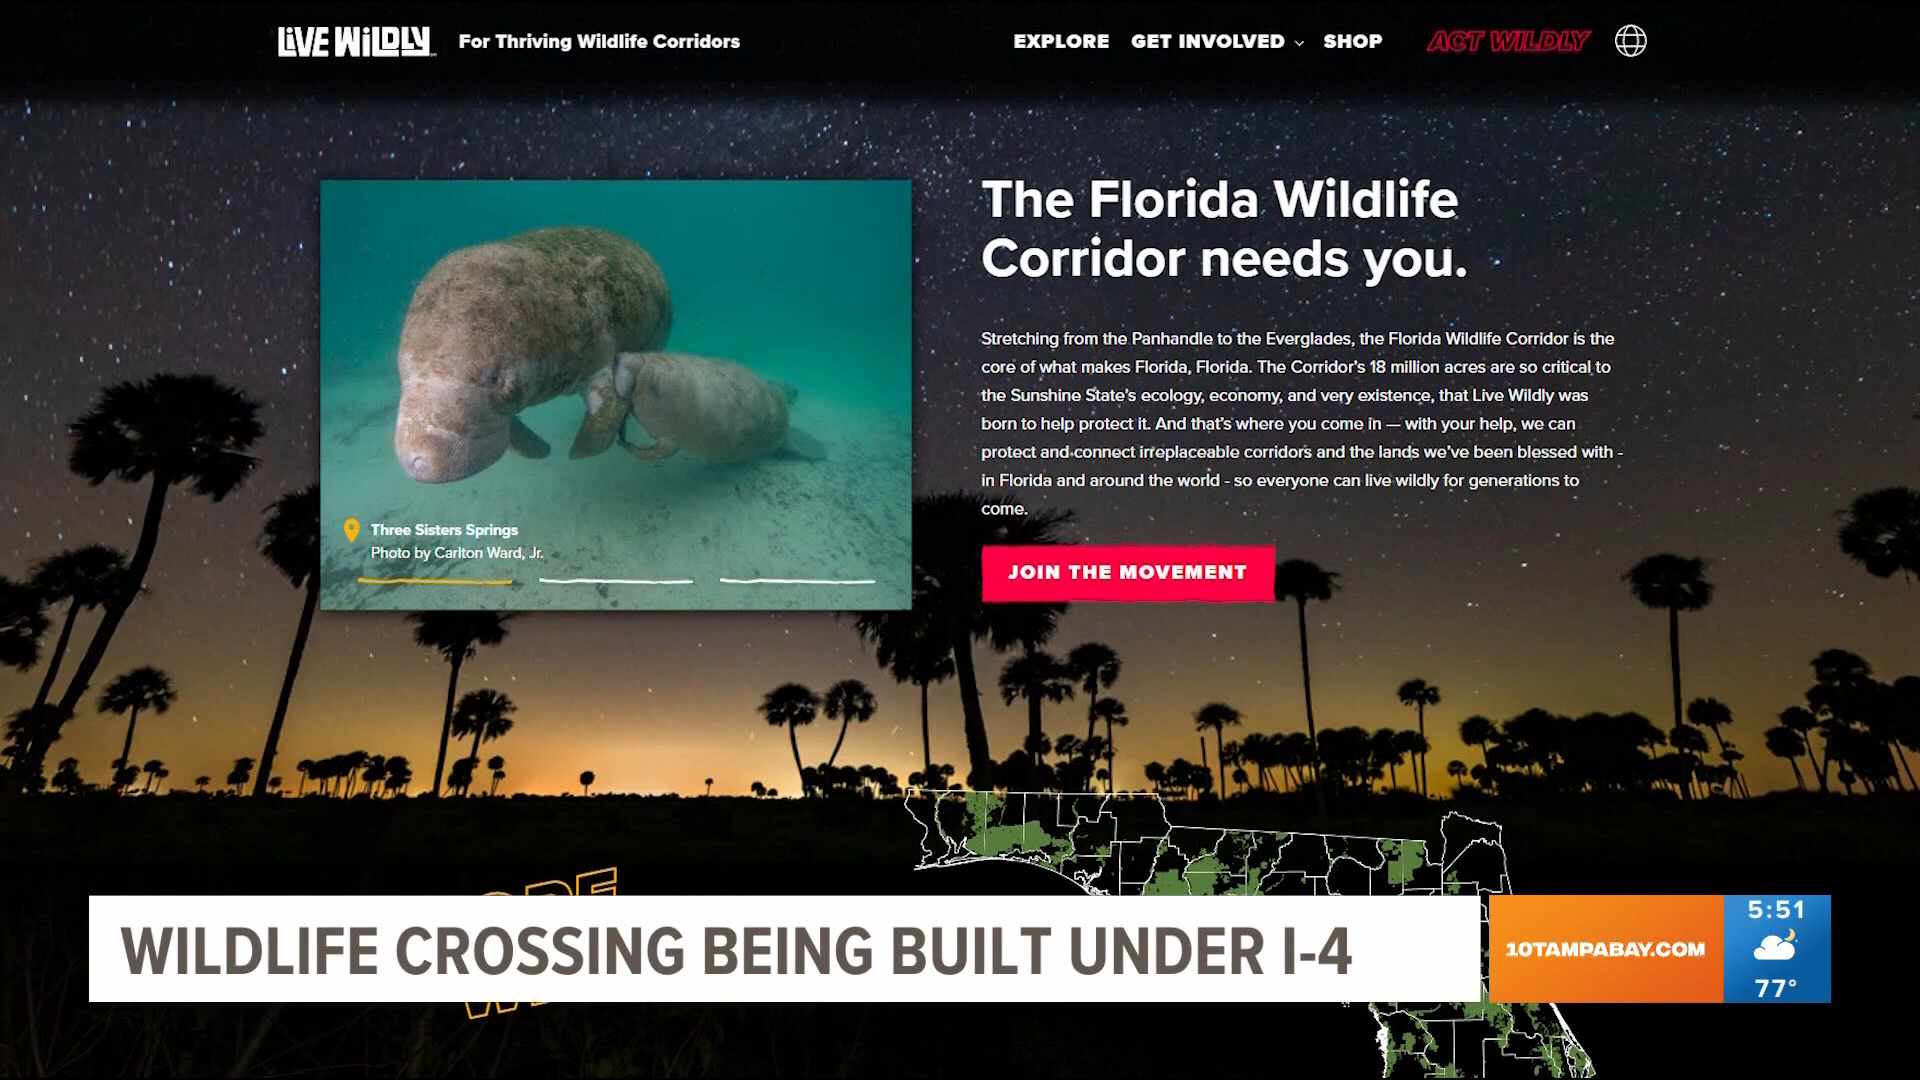 LiVE WiLDLY
For Thriving Wildlife Corridors
EXPLORE
GET INVOLVED
SHOP
ACT WILDLY
The Florida Wildlife
Corridor needs you.
Stretching from the Panhandle to the Everglades, the Florida Wildlife Corridor is the
core of what makes Florida, Florida. The Corridor's 18 million acres are so critical to
the Sunshine State's ecology, economy, and very existence, that Live Wildly was
born to help protect it. And that's where you come in — with your help, we can
protect and connect irreplaceable corridors and the lands we've been blessed with -
in Florida and around the world - so everyone can live wildly for generations to
come.
Three Sisters Springs
Photo by Carlton Ward, Jr.
JOIN THE MOVEMENT
WILDLIFE CROSSING BEING BUILT UNDER I-4
10TAMPABAY.COM
5:51
77°